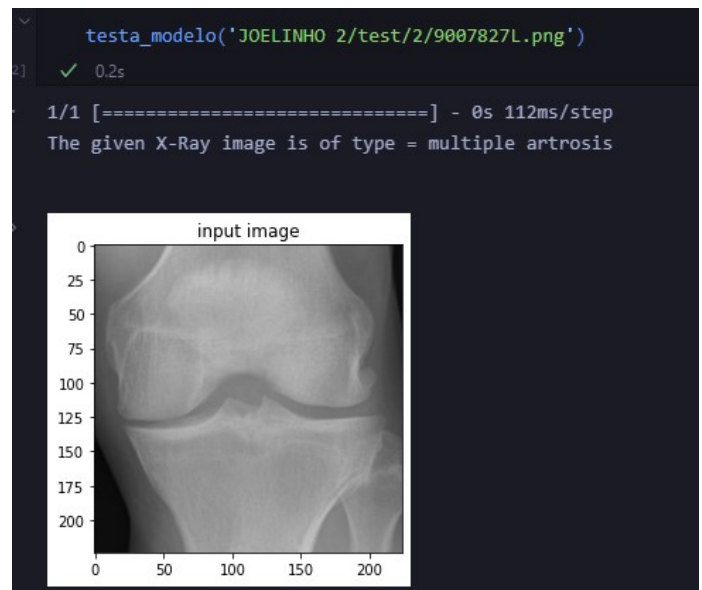 testa_modelo('JOELINHO 2/test/2/9007827L.png')
2]
✓ 0.2s
1/1 [==============================] - 0s 112ms/step
The given X-Ray image is of type = multiple artrosis
input image
0
25
50
75
100
125
150
175
200
0 50 100 150 200